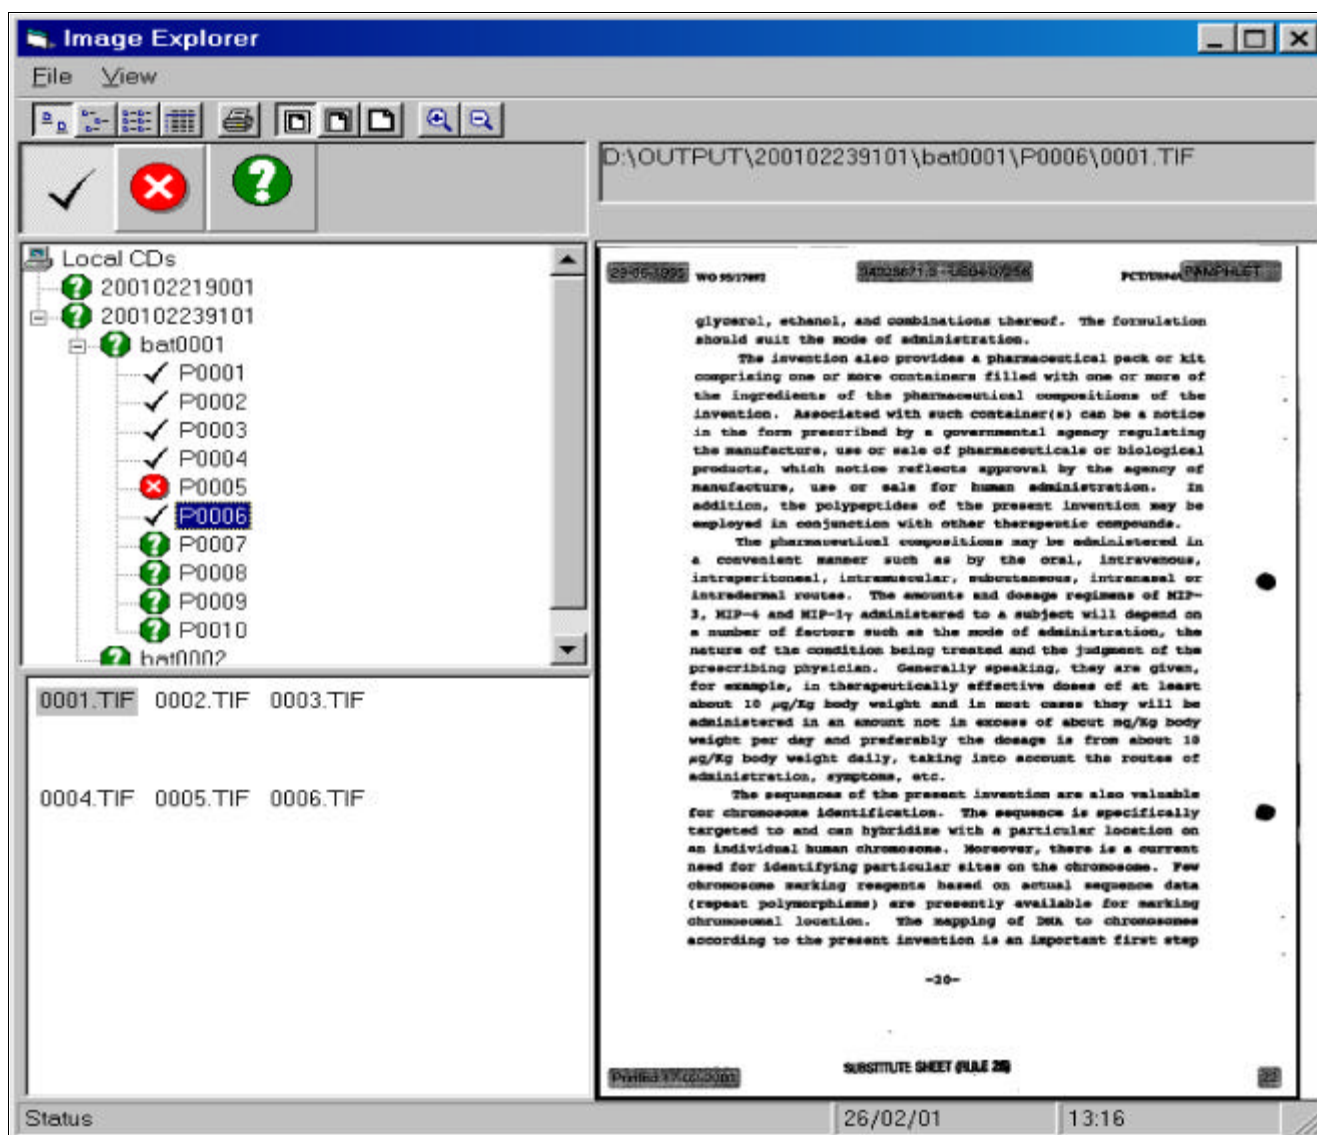 Image Explorer
File View
D:\OUTPUT\200102239101\bat0001\P0006\0001.TIF
Local CDs
200102219001
200102239101
bat0001
P0001
P0002
P0003
P0004
P0005
P0006
P0007
P0008
P0009
P0010
bat0002
0001.TIF 0002.TIF 0003.TIF
0004.TIF 0005.TIF 0006.TIF
WO 95/17092 PAMPHLET
glycerol, ethanol, and combinations thereof. The formulation
should suit the mode of administration.
The invention also provides a pharmaceutical pack or kit
comprising one or more containers filled with one or more of
the ingredients of the pharmaceutical compositions of the
invention. Associated with such container(s) can be a notice
in the form prescribed by a governmental agency regulating
the manufacture, use or sale of pharmaceuticals or biological
products, which notice reflects approval by the agency of
manufacture, use or sale for human administration. In
addition, the polypeptides of the present invention may be
employed in conjunction with other therapeutic compounds.
The pharmaceutical compositions may be administered in
a convenient manner such as by the oral, intravenous,
intraperitoneal, intramuscular, subcutaneous, intranasal or
intradermal routes. The amounts and dosage regimens of MIP-
3, MIP-4 and MIP-1γ administered to a subject will depend on
a number of factors such as the mode of administration, the
nature of the condition being treated and the judgment of the
prescribing physician. Generally speaking, they are given,
for example, in therapeutically effective doses of at least
about 10 μg/Kg body weight and in most cases they will be
administered in an amount not in excess of about mg/Kg body
weight per day and preferably the dosage is from about 10
μg/Kg body weight daily, taking into account the routes of
administration, symptoms, etc.
The sequences of the present invention are also valuable
for chromosome identification. The sequence is specifically
targeted to and can hybridize with a particular location on
an individual human chromosome. Moreover, there is a current
need for identifying particular sites on the chromosome. Few
chromosome marking reagents based on actual sequence data
(repeat polymorphisms) are presently available for marking
chromosomal location. The mapping of DNA to chromosomes
according to the present invention is an important first step
-20-
SUBSTITUTE SHEET (RULE 26)
22
Status 26/02/01 13:16